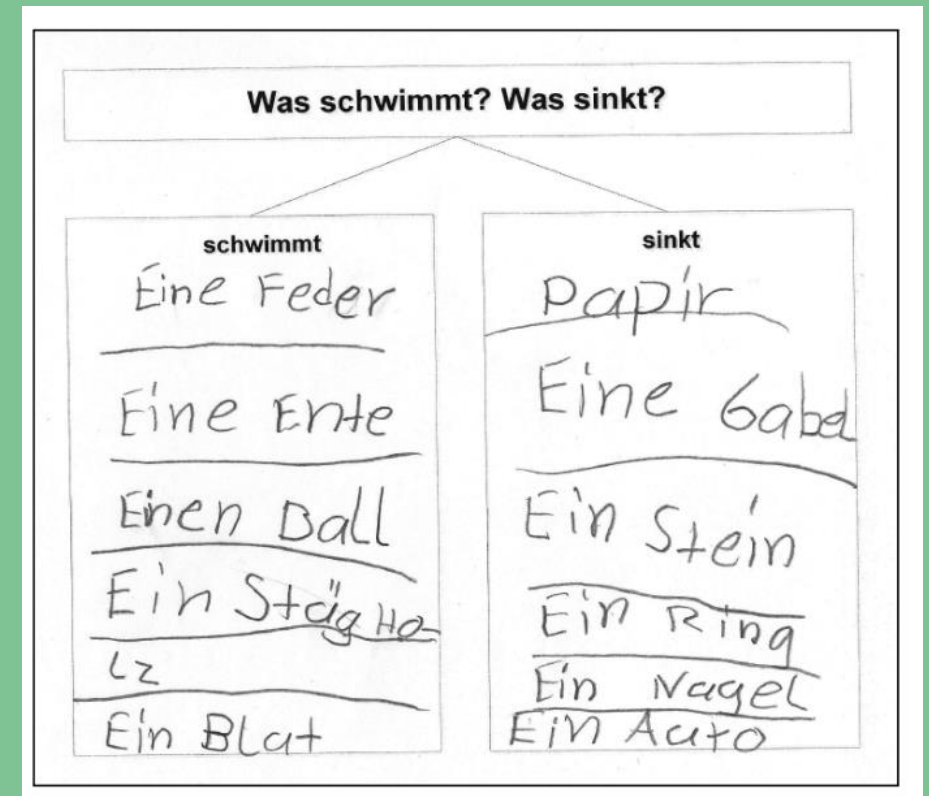 Was schwimmt? Was sinkt?
schwimmt
Eine Feder
Eine Ente
Einen Ball
Ein Stäg Ho
lz
Ein Blat
sinkt
Papir
Eine Gabel
Ein Stein
Ein Ring
Ein Nagel
Ein Auto